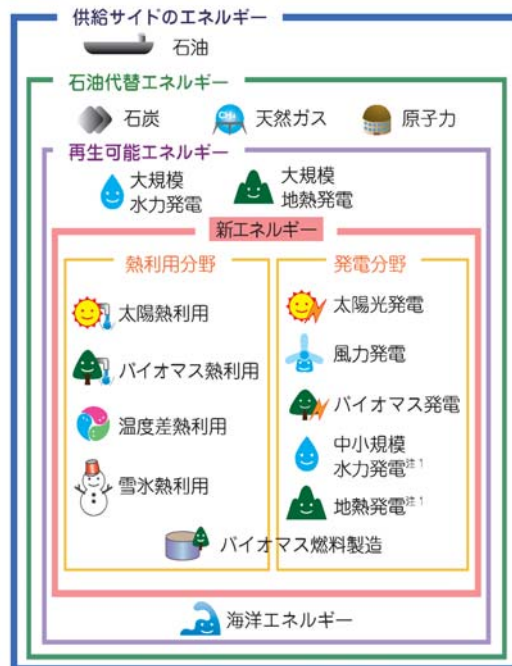 供給サイドのエネルギー
石油
石油代替エネルギー
石炭
CH4
天然ガス
原子力
再生可能エネルギー
大規模
水力発電
大規模
地熱発電
新エネルギー
熱利用分野
太陽熱利用
バイオマス熱利用
温度差熱利用
雪氷熱利用
発電分野
太陽光発電
風力発電
バイオマス発電
中小規模
水力発電注1
地熱発電注1
バイオマス燃料製造
海洋エネルギー